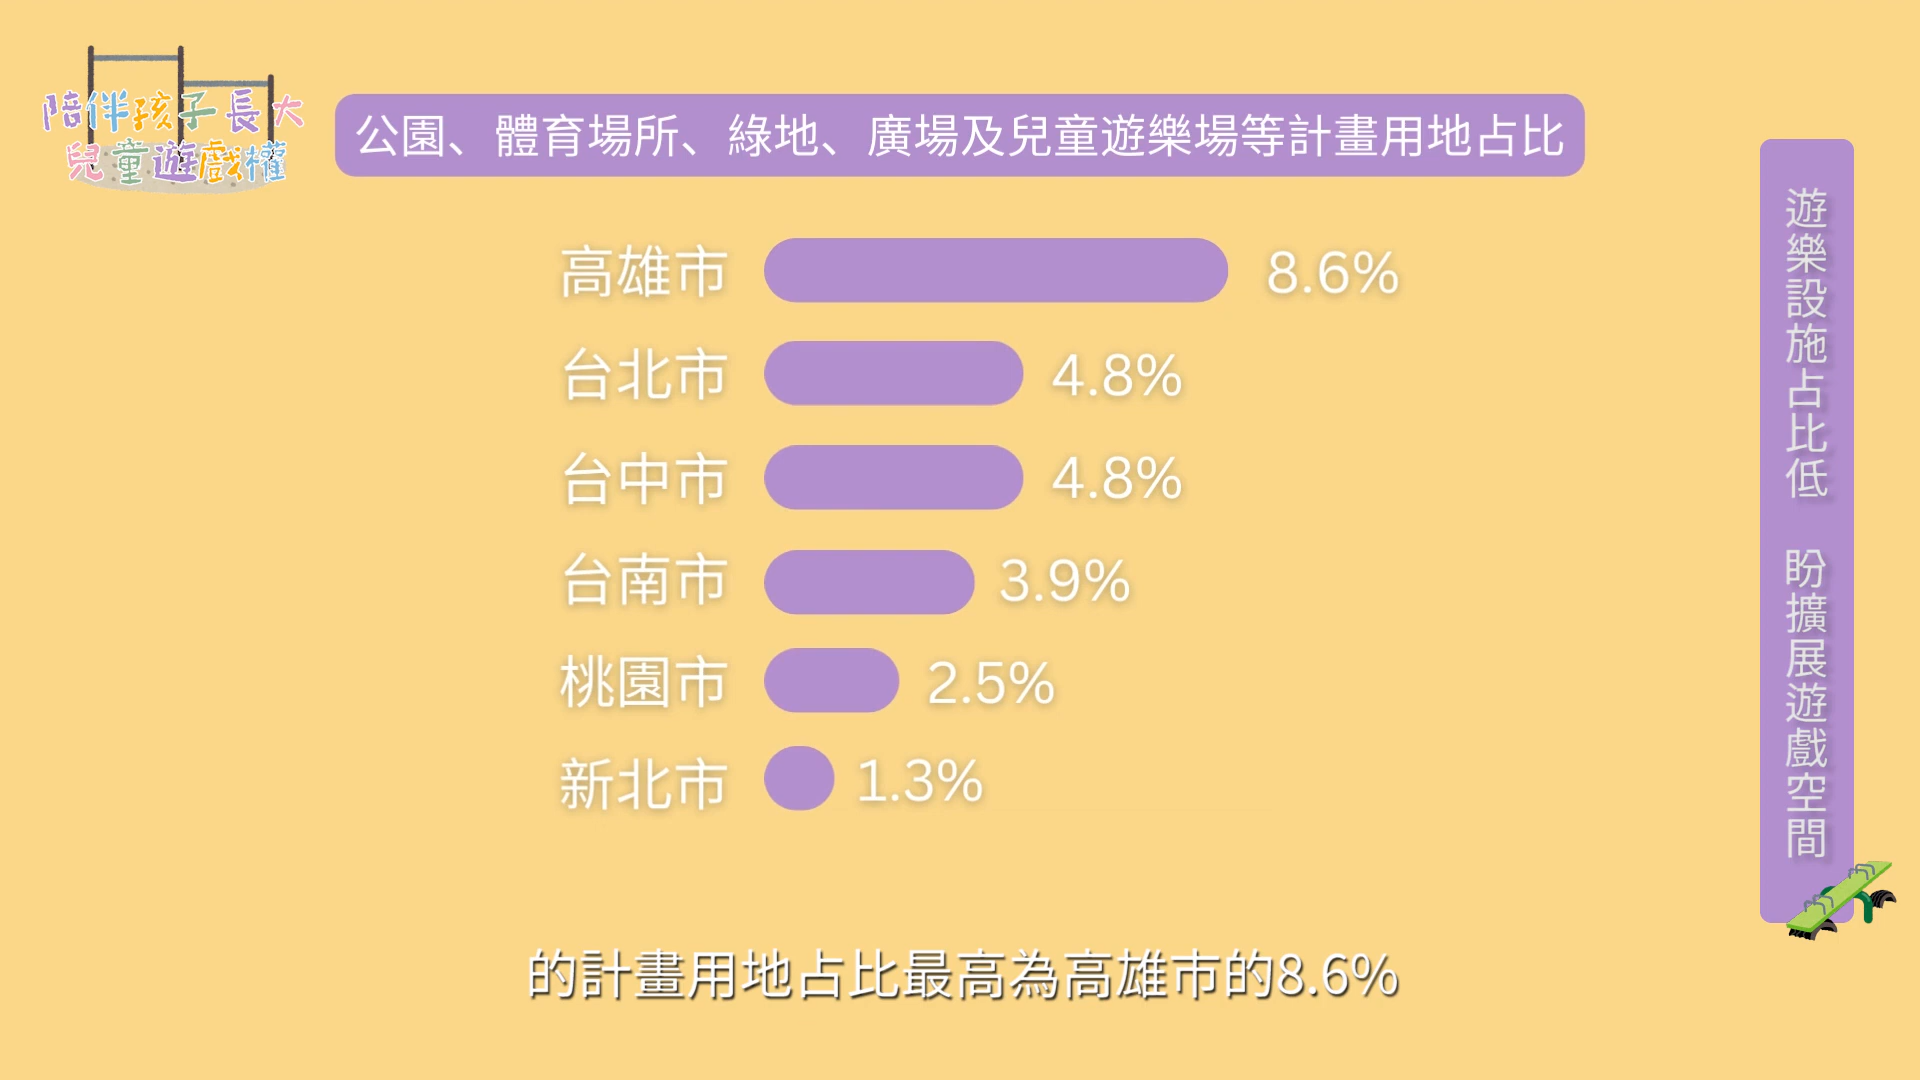 陪伴孩子長大
兒童遊戲權
公園、體育場所、綠地、廣場及兒童遊樂場等計畫用地占比
高雄市 8.6%
台北市 4.8%
台中市 4.8%
台南市 3.9%
桃園市 2.5%
新北市 1.3%
遊樂設施占比低 盼擴展遊戲空間
的計畫用地占比最高為高雄市的8.6%